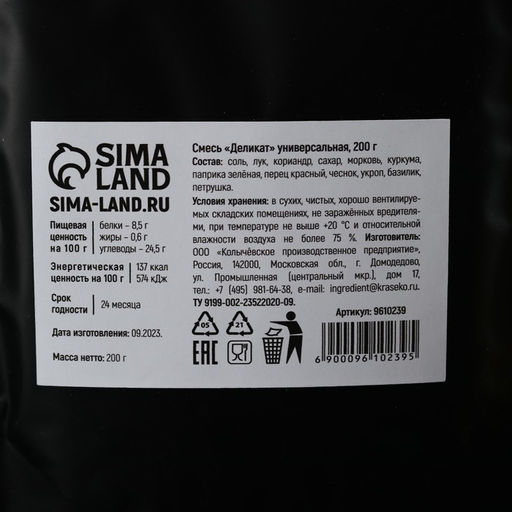 SIMA
LAND
SIMA-LAND.RU
Пищевая
ценность
на 100 г
белки – 8,5 г
жиры – 0,6 г
углеводы – 24,5 г
Энергетическая
ценность на 100 г
137 ккал
574 кДж
Срок
годности
24 месяца
Дата изготовления: 09.2023.
Масса нетто: 200 г
Смесь «Деликат» универсальная, 200 г
Состав: соль, лук, кориандр, сахар, морковь, куркума,
паприка зелёная, перец красный, чеснок, укроп, базилик,
петрушка.
Условия хранения: в сухих, чистых, хорошо вентилируе-
мых складских помещениях, не заражённых вредителя-
ми, при температуре не выше +20 °С и относительной
влажности воздуха не более 75 %. Изготовитель:
ООО «Колычёвское производственное предприятие»,
Россия, 142000, Московская обл., г. Домодедово,
ул. Промышленная (центральный мкр.), дом 17,
тел.: +7 (495) 981-64-38, e-mail: ingredient@kraseko.ru
ТУ 9199-002-23522020-09.
Артикул: 9610239
05
21
EAC
6 900096 102395